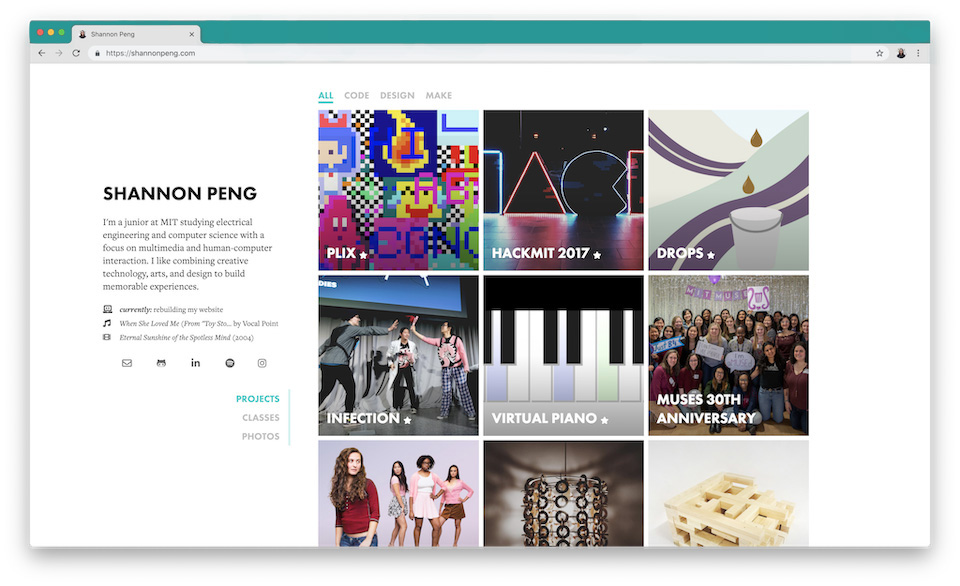 Shannon Peng
https://shannonpeng.com
ALL CODE DESIGN MAKE
SHANNON PENG
I'm a junior at MIT studying electrical
engineering and computer science with a
focus on multimedia and human-computer
interaction. I like combining creative
technology, arts, and design to build
memorable experiences.
currently: rebuilding my website
When She Loved Me (From "Toy Sto... by Vocal Point
Eternal Sunshine of the Spotless Mind (2004)
PROJECTS
CLASSES
PHOTOS
PLIX
HACKMIT 2017
DROPS
INFECTION
VIRTUAL PIANO
MIT MUSES
MUSES 30TH
ANNIVERSARY